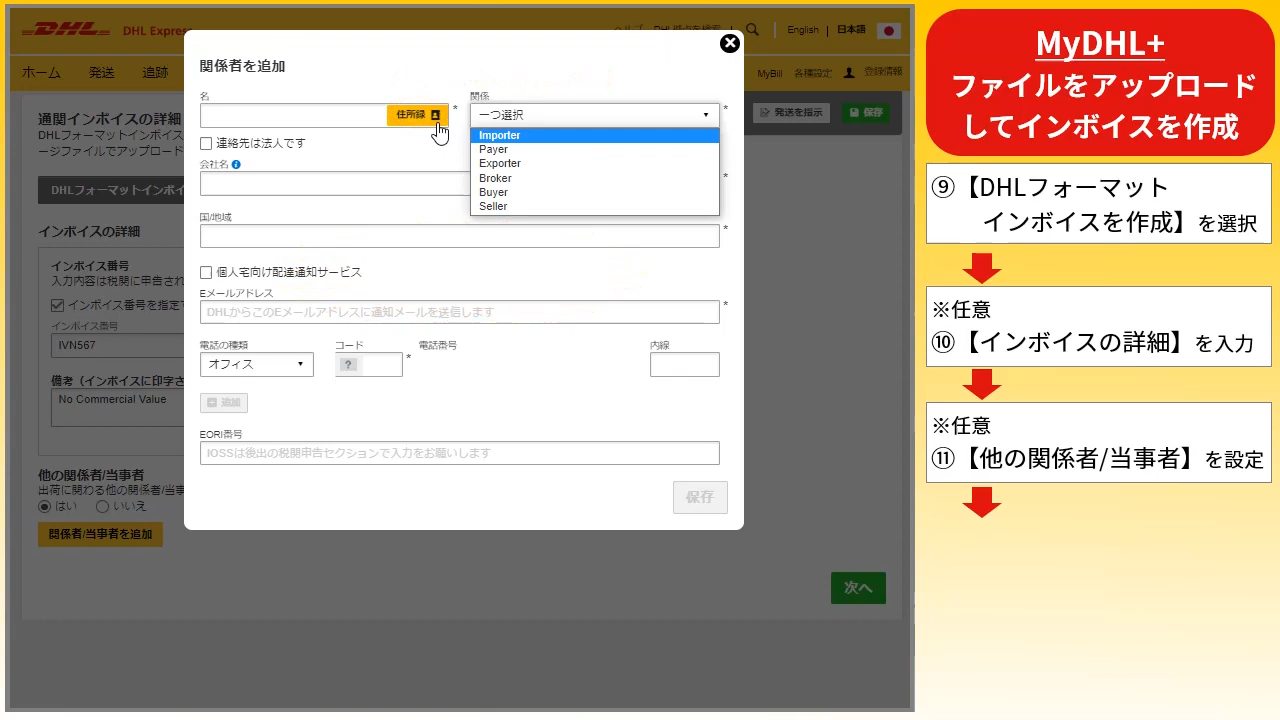 DHL DHL Express
English | 日本語
ホーム 発送 追跡
MyBill 各種設定 登録情報
関係者を追加
名
住所録
*
関係
一つ選択
*
Importer
Payer
Exporter
Broker
Buyer
Seller
連絡先は法人です
会社名
*
国/地域
*
個人宅向け配達通知サービス
Eメールアドレス
DHLからこのEメールアドレスに通知メールを送信します
*
電話の種類
オフィス
コード
?
*
電話番号
内線
追加
EORI番号
IOSSは後出の税関申告セクションで入力をお願いします
保存
通関インボイスの詳細
DHLフォーマットインボイス
ージファイルでアップロード
発送を指示
保存
DHLフォーマットインボイ
インボイスの詳細
インボイス番号
入力内容は税関に申告され
インボイス番号を指定
インボイス番号
IVN567
備考（インボイスに印字さ
No Commercial Value
他の関係者/当事者
出荷に関わる他の関係者/当事
はい いいえ
関係者/当事者を追加
次へ
MyDHL+
ファイルをアップロード
してインボイスを作成
⑨【DHLフォーマット
インボイスを作成】を選択
※任意
⑩【インボイスの詳細】を入力
※任意
⑪【他の関係者/当事者】を設定